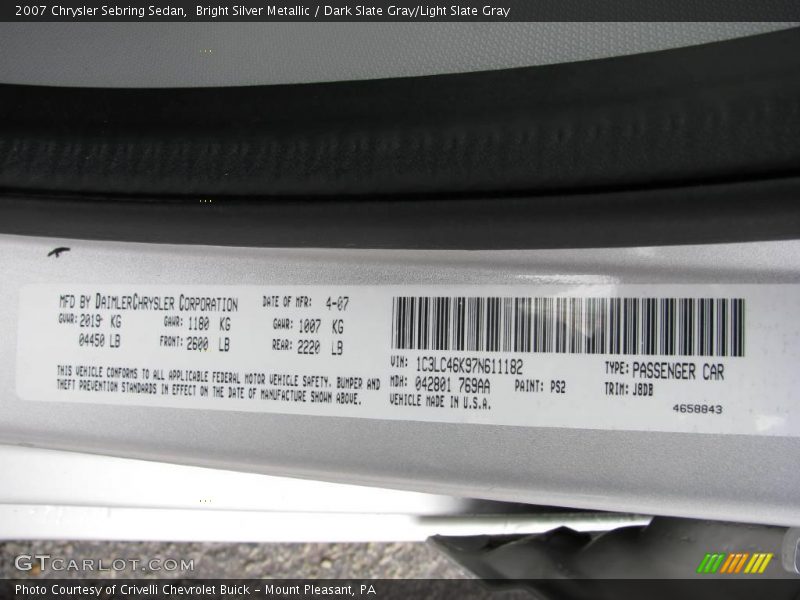 2007 Chrysler Sebring Sedan,  Bright Silver Metallic / Dark Slate Gray/Light Slate Gray
MFD BY DAIMLERCHRYSLER CORPORATION
DATE OF MFR: 4-07
GVWR: 2019 KG
GAWR: 1180 KG
GAWR: 1007 KG
04450 LB
FRONT: 2600 LB
REAR: 2220 LB
THIS VEHICLE CONFORMS TO ALL APPLICABLE FEDERAL MOTOR VEHICLE SAFETY, BUMPER AND
THEFT PREVENTION STANDARDS IN EFFECT ON THE DATE OF MANUFACTURE SHOWN ABOVE.
VIN: 1C3LC46K97N611182
TYPE: PASSENGER CAR
MDH: 042801 769AA
PAINT: PS2
TRIM: J8DB
VEHICLE MADE IN U.S.A.
4658843
GTCARLOT.COM
Photo Courtesy of Crivelli Chevrolet Buick – Mount Pleasant, PA